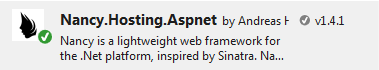 Nancy.Hosting.Aspnet by Andreas H v1.4.1
Nancy is a lightweight web framework for
the .Net platform, inspired by Sinatra. Na...